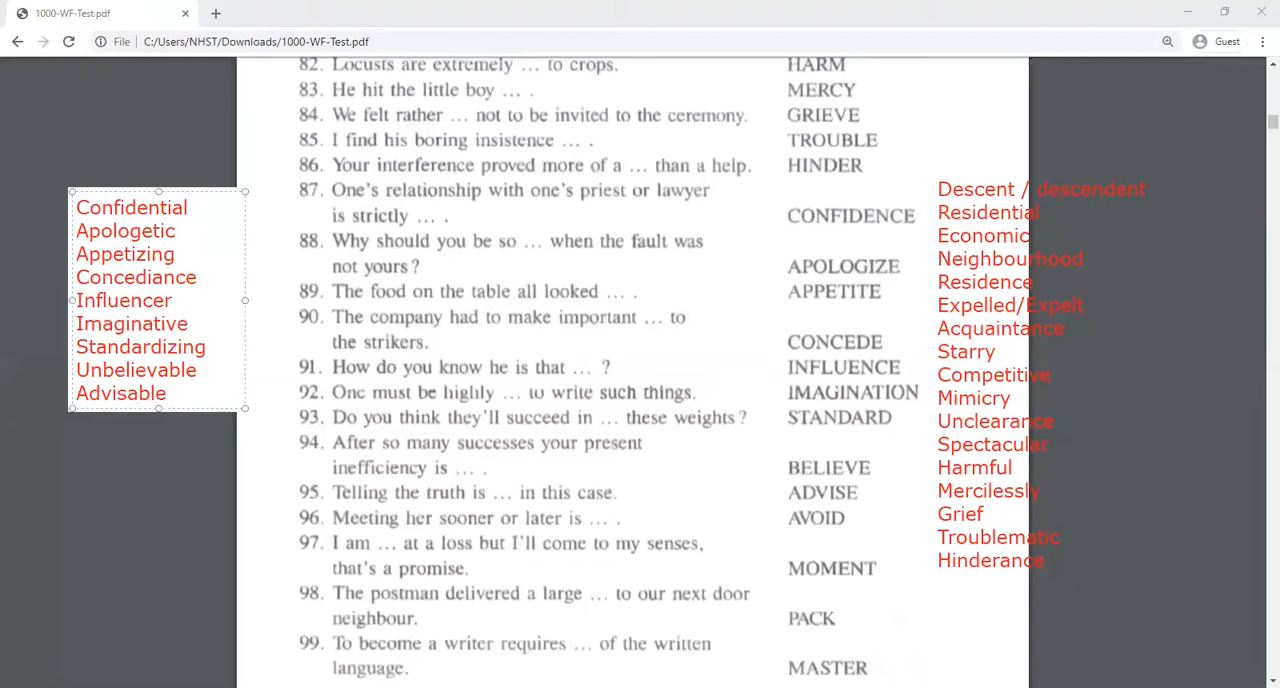 1000-WF-Test.pdf
File C:/Users/NHST/Downloads/1000-WF-Test.pdf Guest
82. Locusts are extremely ... to crops. HARM
83. He hit the little boy ... . MERCY
84. We felt rather ... not to be invited to the ceremony. GRIEVE
85. I find his boring insistence ... . TROUBLE
86. Your interference proved more of a ... than a help. HINDER
87. One's relationship with one's priest or lawyer
is strictly ... . CONFIDENCE
88. Why should you be so ... when the fault was
not yours? APOLOGIZE
89. The food on the table all looked ... . APPETITE
90. The company had to make important ... to
the strikers. CONCEDE
91. How do you know he is that ... ? INFLUENCE
92. One must be highly ... to write such things. IMAGINATION
93. Do you think they'll succeed in ... these weights? STANDARD
94. After so many successes your present
inefficiency is ... . BELIEVE
95. Telling the truth is ... in this case. ADVISE
96. Meeting her sooner or later is ... . AVOID
97. I am ... at a loss but I'll come to my senses,
that's a promise. MOMENT
98. The postman delivered a large ... to our next door
neighbour. PACK
99. To become a writer requires ... of the written
language. MASTER
Confidential
Apologetic
Appetizing
Concediance
Influencer
Imaginative
Standardizing
Unbelievable
Advisable
Descent / descendent
Residential
Economic
Neighbourhood
Residence
Expelled/Expelt
Acquaintance
Starry
Competitive
Mimicry
Unclearance
Spectacular
Harmful
Mercilessly
Grief
Troublematic
Hinderance